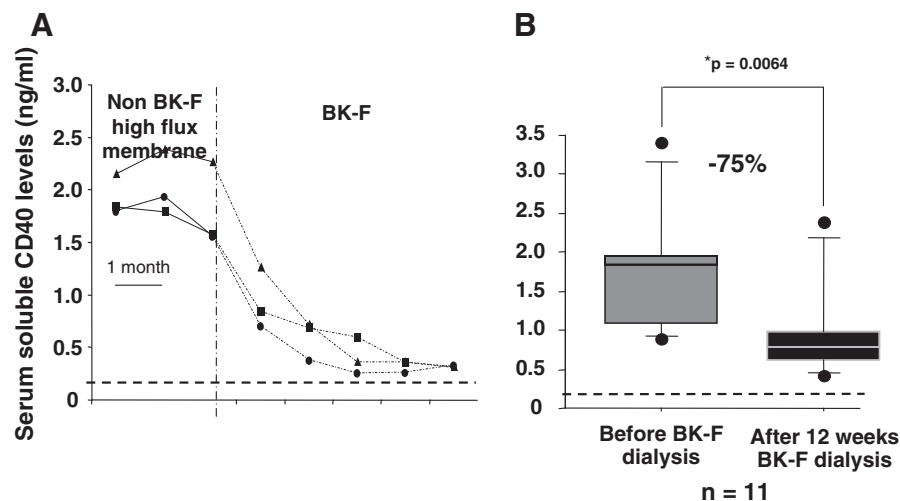 A
Serum soluble CD40 levels (ng/ml)
3.0
2.5
2.0
1.5
1.0
0.5
0
Non BK-F
high flux
membrane
BK-F
1 month
B
*p = 0.0064
-75%
3.5
3.0
2.5
2.0
1.5
1.0
0.5
0
Before BK-F
dialysis
After 12 weeks
BK-F dialysis
n = 11